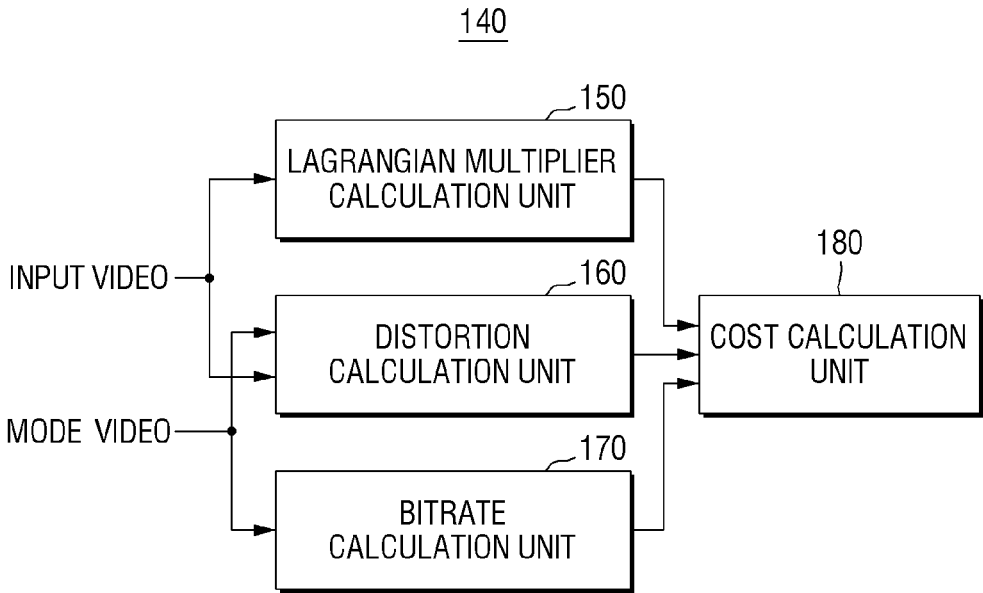 140
150
LAGRANGIAN MULTIPLIER
CALCULATION UNIT
INPUT VIDEO
160
DISTORTION
CALCULATION UNIT
180
COST CALCULATION
UNIT
MODE VIDEO
170
BITRATE
CALCULATION UNIT